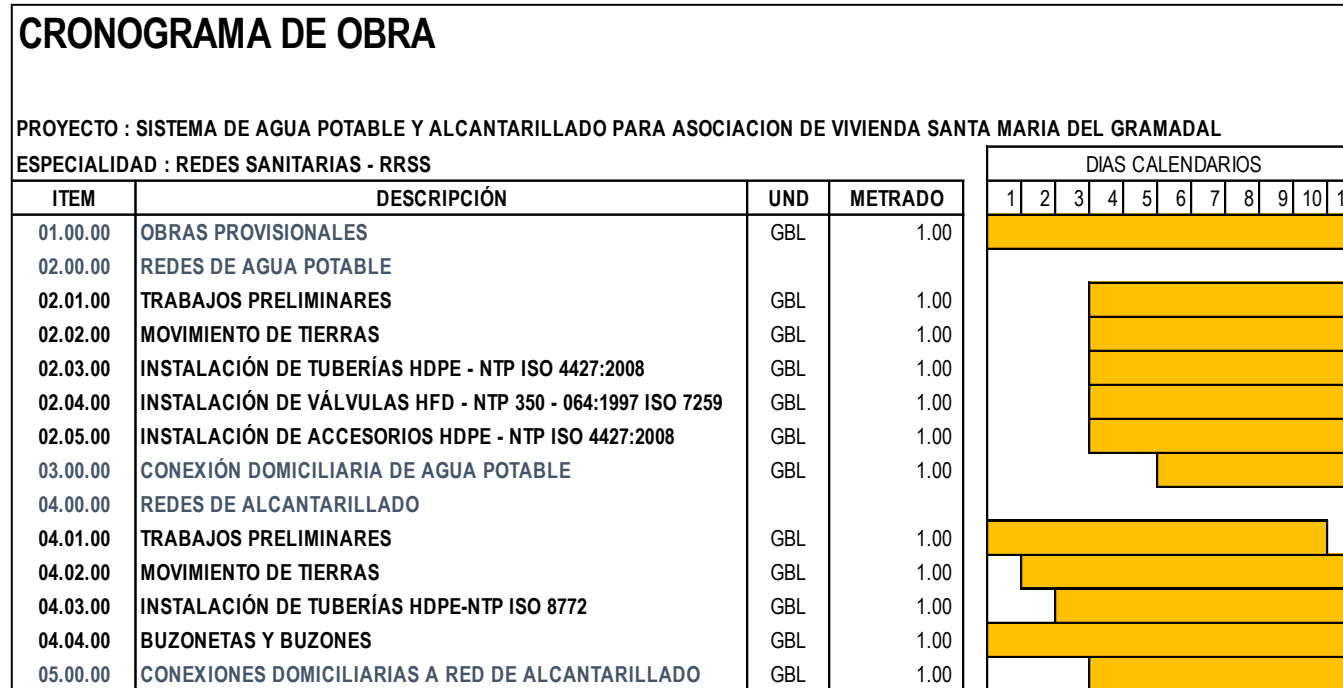 CRONOGRAMA DE OBRA
PROYECTO : SISTEMA DE AGUA POTABLE Y ALCANTARILLADO PARA ASOCIACION DE VIVIENDA SANTA MARIA DEL GRAMADAL
ESPECIALIDAD : REDES SANITARIAS - RRSS DIAS CALENDARIOS
ITEM DESCRIPCIÓN UND METRADO 1 2 3 4 5 6 7 8 9 10 1
01.00.00 OBRAS PROVISIONALES GBL 1.00
02.00.00 REDES DE AGUA POTABLE
02.01.00 TRABAJOS PRELIMINARES GBL 1.00
02.02.00 MOVIMIENTO DE TIERRAS GBL 1.00
02.03.00 INSTALACIÓN DE TUBERÍAS HDPE - NTP ISO 4427:2008 GBL 1.00
02.04.00 INSTALACIÓN DE VÁLVULAS HFD - NTP 350 - 064:1997 ISO 7259 GBL 1.00
02.05.00 INSTALACIÓN DE ACCESORIOS HDPE - NTP ISO 4427:2008 GBL 1.00
03.00.00 CONEXIÓN DOMICILIARIA DE AGUA POTABLE GBL 1.00
04.00.00 REDES DE ALCANTARILLADO
04.01.00 TRABAJOS PRELIMINARES GBL 1.00
04.02.00 MOVIMIENTO DE TIERRAS GBL 1.00
04.03.00 INSTALACIÓN DE TUBERÍAS HDPE-NTP ISO 8772 GBL 1.00
04.04.00 BUZONETAS Y BUZONES GBL 1.00
05.00.00 CONEXIONES DOMICILIARIAS A RED DE ALCANTARILLADO GBL 1.00